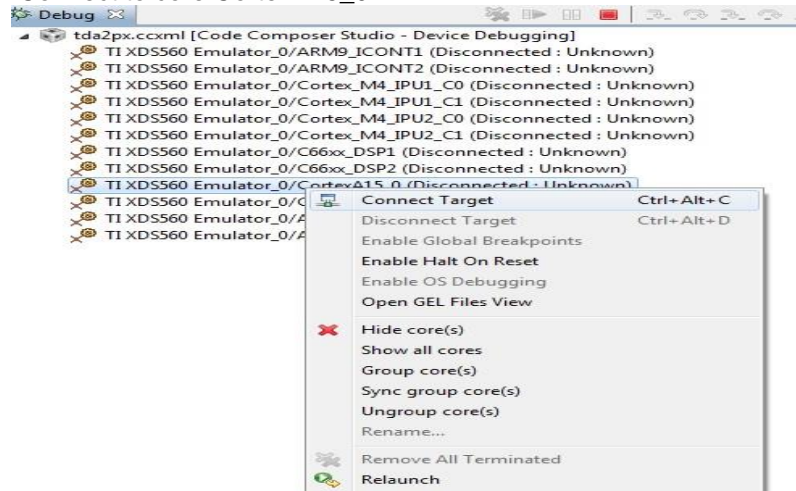 Debug
tda2px.ccxml [Code Composer Studio - Device Debugging]
TI XDS560 Emulator_0/ARM9_ICONT1 (Disconnected : Unknown)
TI XDS560 Emulator_0/ARM9_ICONT2 (Disconnected : Unknown)
TI XDS560 Emulator_0/Cortex_M4_IPU1_C0 (Disconnected : Unknown)
TI XDS560 Emulator_0/Cortex_M4_IPU1_C1 (Disconnected : Unknown)
TI XDS560 Emulator_0/Cortex_M4_IPU2_C0 (Disconnected : Unknown)
TI XDS560 Emulator_0/Cortex_M4_IPU2_C1 (Disconnected : Unknown)
TI XDS560 Emulator_0/C66xx_DSP1 (Disconnected : Unknown)
TI XDS560 Emulator_0/C66xx_DSP2 (Disconnected : Unknown)
TI XDS560 Emulator_0/CortexA15_0 (Disconnected : Unknown)
TI XDS560 Emulator_0/C
TI XDS560 Emulator_0/A
TI XDS560 Emulator_0/A
Connect Target Ctrl+Alt+C
Disconnect Target Ctrl+Alt+D
Enable Global Breakpoints
Enable Halt On Reset
Enable OS Debugging
Open GEL Files View
Hide core(s)
Show all cores
Group core(s)
Sync group core(s)
Ungroup core(s)
Rename...
Remove All Terminated
Relaunch